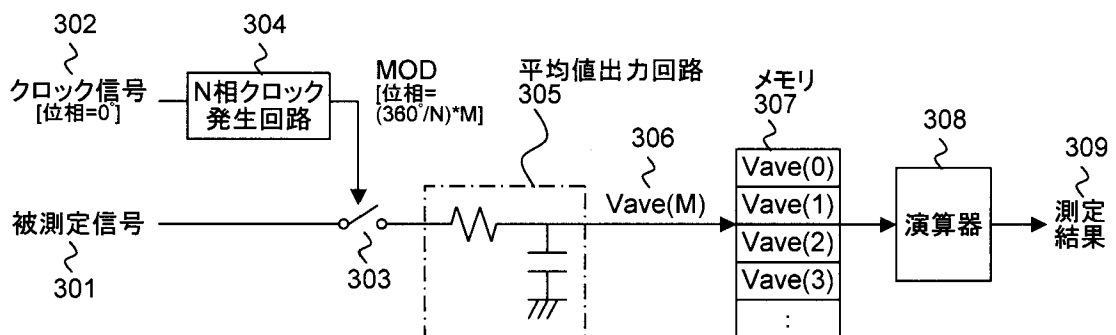 302
クロック信号
[位相=0°]
304
N相クロック
発生回路
MOD
[位相=
(360°/N)*M]
平均値出力回路
305
306
Vave(M)
メモリ
307
Vave(0)
Vave(1)
Vave(2)
Vave(3)
:
308
演算器
309
測定
結果
被測定信号
301
303